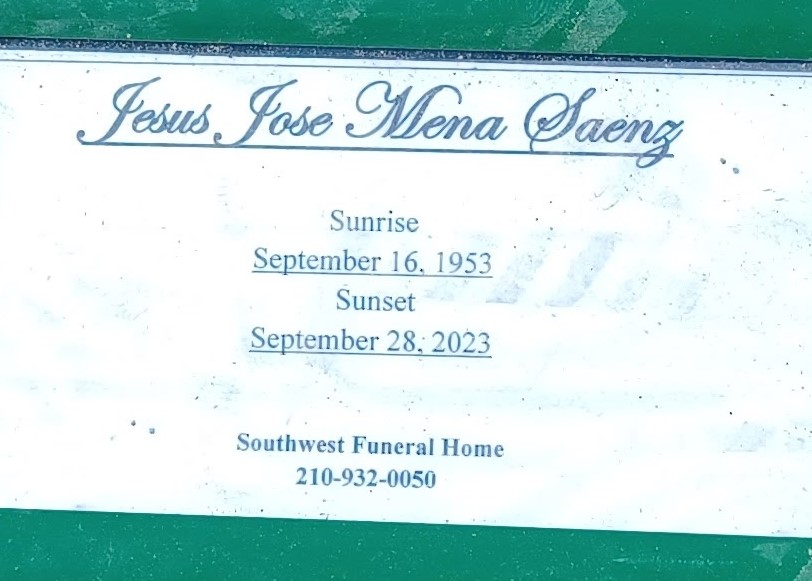 Jesus Jose Mena Saenz
Sunrise
September 16, 1953
Sunset
September 28, 2023
Southwest Funeral Home
210-932-0050